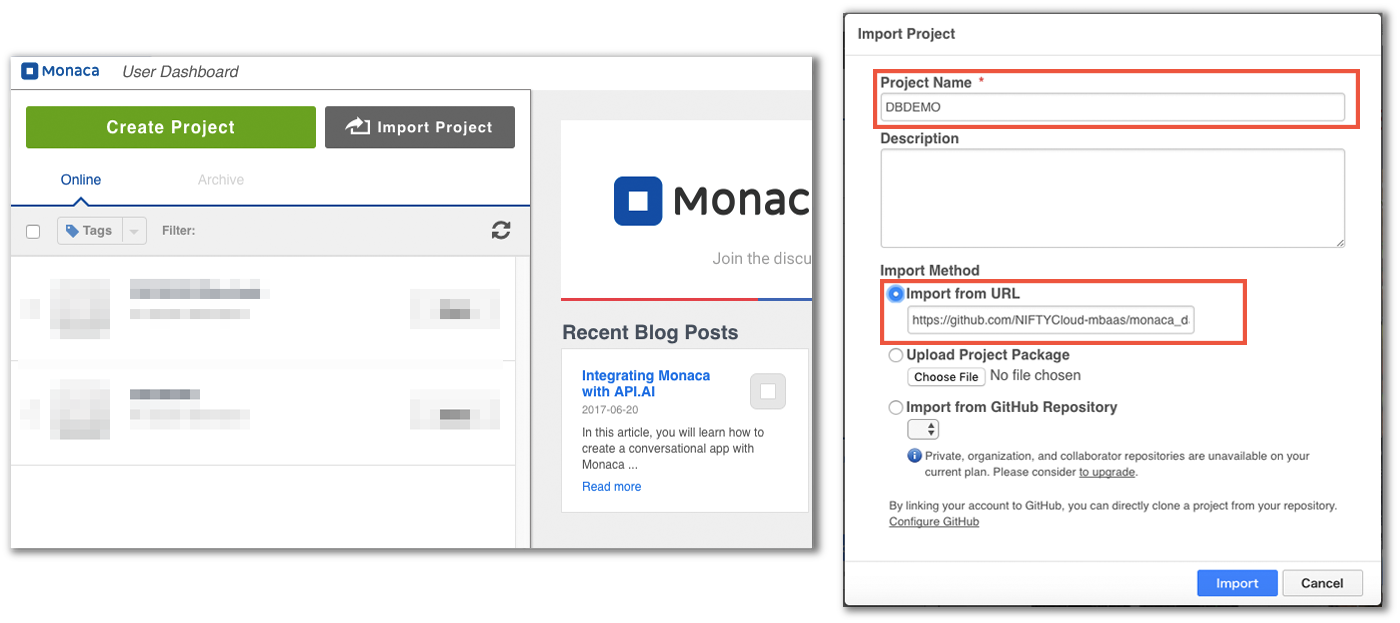 Monaca User Dashboard
Create Project
Import Project
Online
Archive
Tags
Filter:
Monac
Join the discu
Recent Blog Posts
Integrating Monaca
with API.AI
2017-06-20
In this article, you will learn how to
create a conversational app with
Monaca ...
Read more
Import Project
Project Name *
DBDEMO
Description
Import Method
Import from URL
https://github.com/NIFTYCloud-mbaas/monaca_d
Upload Project Package
Choose File No file chosen
Import from GitHub Repository
Private, organization, and collaborator repositories are unavailable on your
current plan. Please consider to upgrade.
By linking your account to GitHub, you can directly clone a project from your repository.
Configure GitHub
Import
Cancel